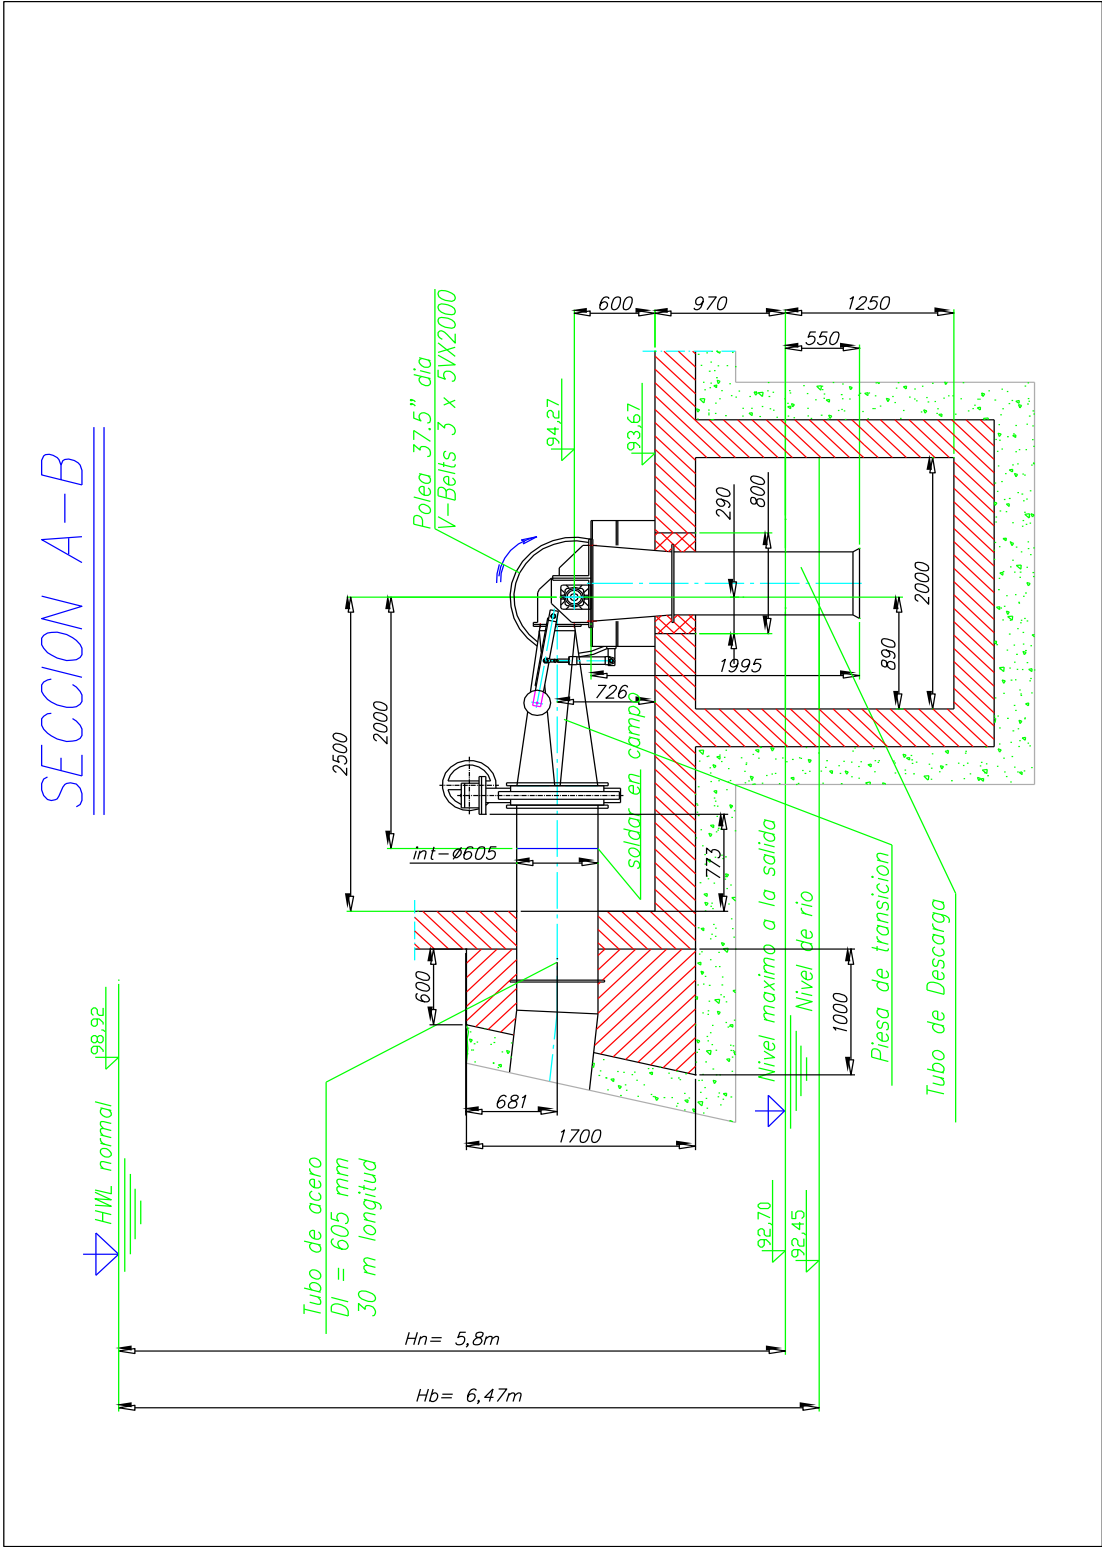 SECCION A-B
HWL normal
98,92
Polea 37.5" dia
V-Belts 3 x 5VX2000
94,27
93,67
600
970
1250
550
290
800
2000
890
1995
726
2500
2000
int-ø605
soldar en campo
773
600
1000
681
1700
Tubo de acero
DI = 605 mm
30 m longitud
Nivel maximo a la salida
Nivel de rio
Piesa de transicion
Tubo de Descarga
92,70
92,45
Hn= 5,8m
Hb= 6,47m